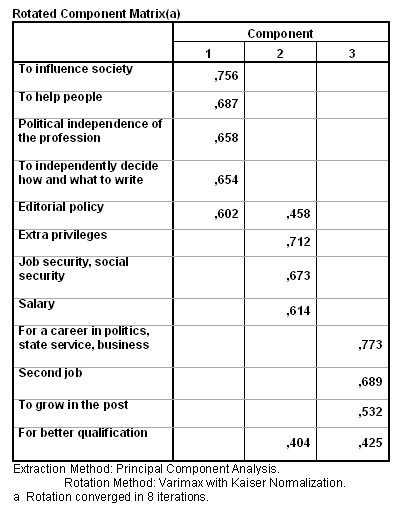 Rotated Component Matrix(a)
Component
1 2 3
To influence society ,756
To help people ,687
Political independence of
the profession ,658
To independently decide
how and what to write ,654
Editorial policy ,602 ,458
Extra privileges ,712
Job security, social
security ,673
Salary ,614
For a career in politics,
state service, business ,773
Second job ,689
To grow in the post ,532
For better qualification ,404 ,425
Extraction Method: Principal Component Analysis.
Rotation Method: Varimax with Kaiser Normalization.
a Rotation converged in 8 iterations.